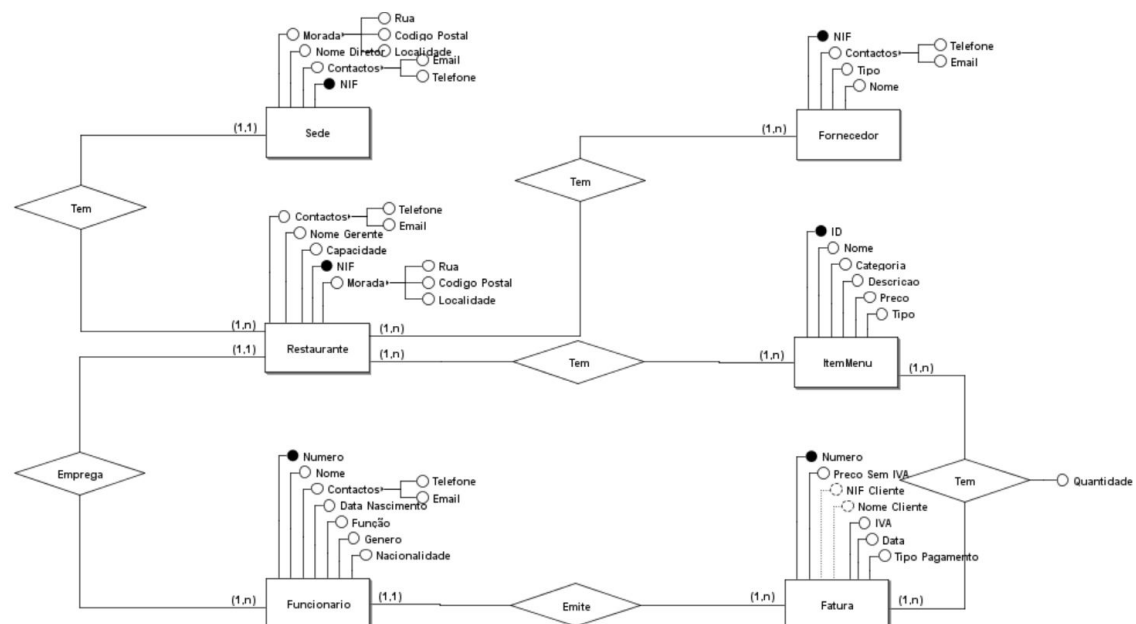 Morada
Rua
Codigo Postal
Localidade
Nome Diretor
Contactos
Email
Telefone
NIF
(1,1)
Sede
NIF
Contactos
Telefone
Email
Tipo
Nome
(1,n)
Fornecedor
Tem
Tem
Contactos
Telefone
Email
Nome Gerente
Capacidade
NIF
Morada
Rua
Codigo Postal
Localidade
(1,n)
(1,1)
Restaurante
(1,n)
(1,n)
Tem
ID
Nome
Categoria
Descricao
Preco
Tipo
(1,n)
ItemMenu
(1,n)
Emprega
Numero
Nome
Contactos
Telefone
Email
Data Nascimento
Função
Genero
Nacionalidade
(1,n)
Funcionario
(1,1)
Emite
Numero
Preco Sem IVA
NIF Cliente
Nome Cliente
IVA
Data
Tipo Pagamento
(1,n)
Fatura
(1,n)
Tem
Quantidade